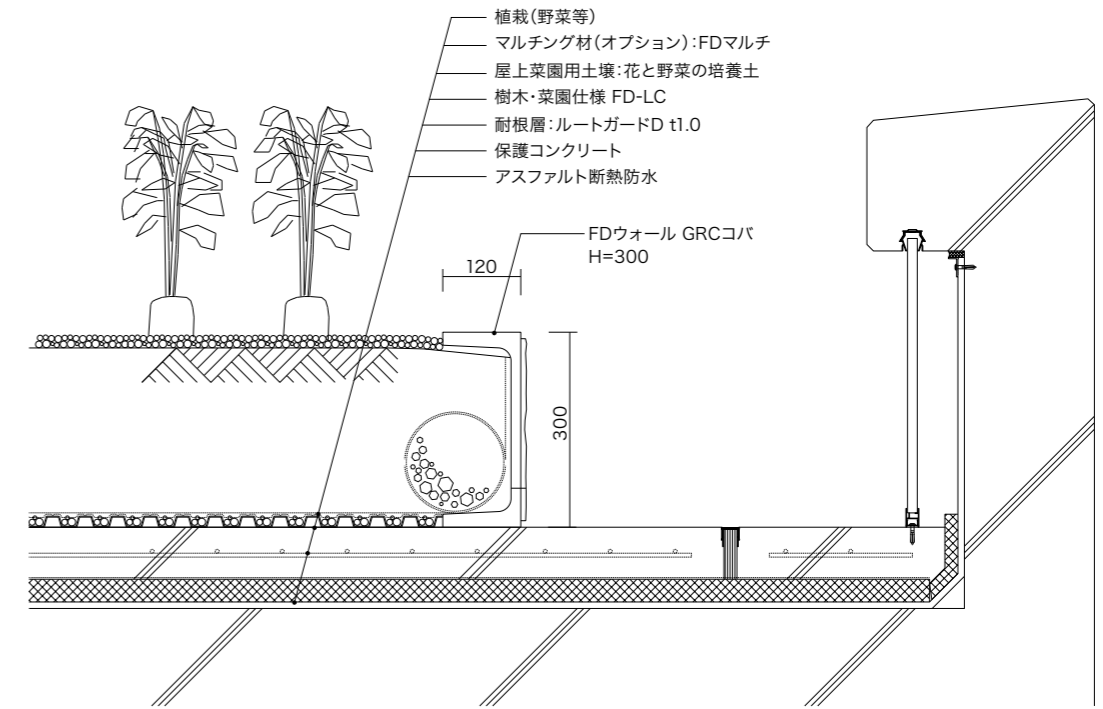 植栽(野菜等)
マルチング材(オプション):FDマルチ
屋上菜園用土壌:花と野菜の培養土
樹木・菜園仕様 FD-LC
耐根層:ルートガードD t1.0
保護コンクリート
アスファルト断熱防水
FDウォール GRCコバ
H=300
120
300